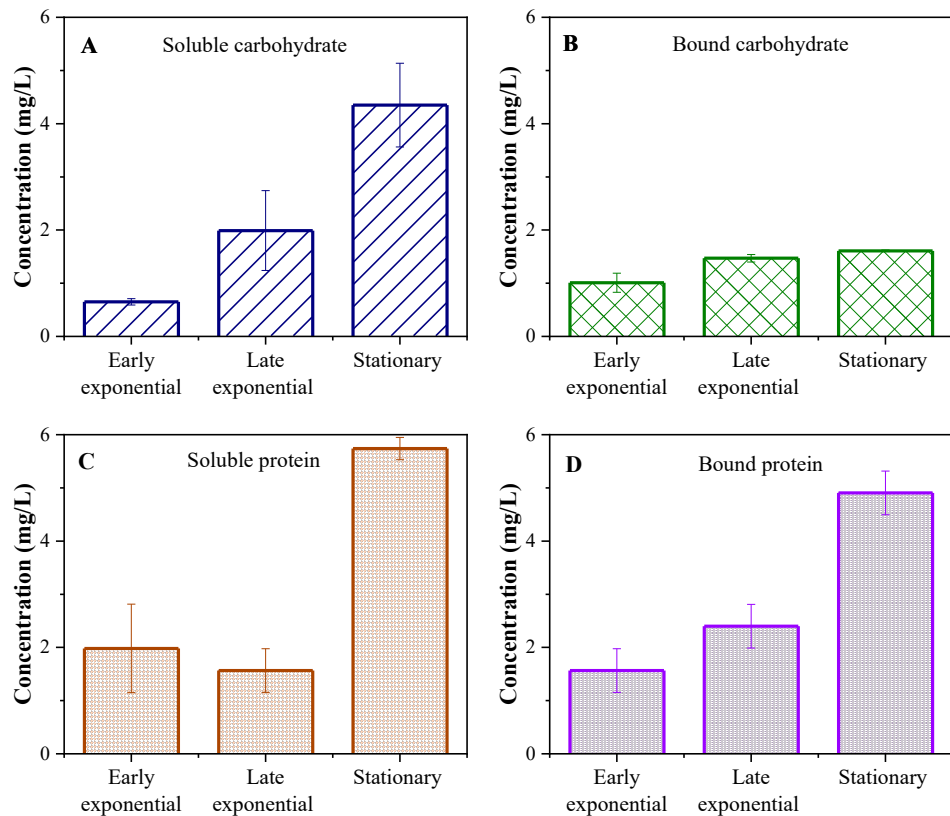 A
Soluble carbohydrate
Concentration (mg/L)
6
4
2
0
Early
exponential
Late
exponential
Stationary
B
Bound carbohydrate
Concentration (mg/L)
6
4
2
0
Early
exponential
Late
exponential
Stationary
C
Soluble protein
Concentration (mg/L)
6
4
2
0
Early
exponential
Late
exponential
Stationary
D
Bound protein
Concentration (mg/L)
6
4
2
0
Early
exponential
Late
exponential
Stationary